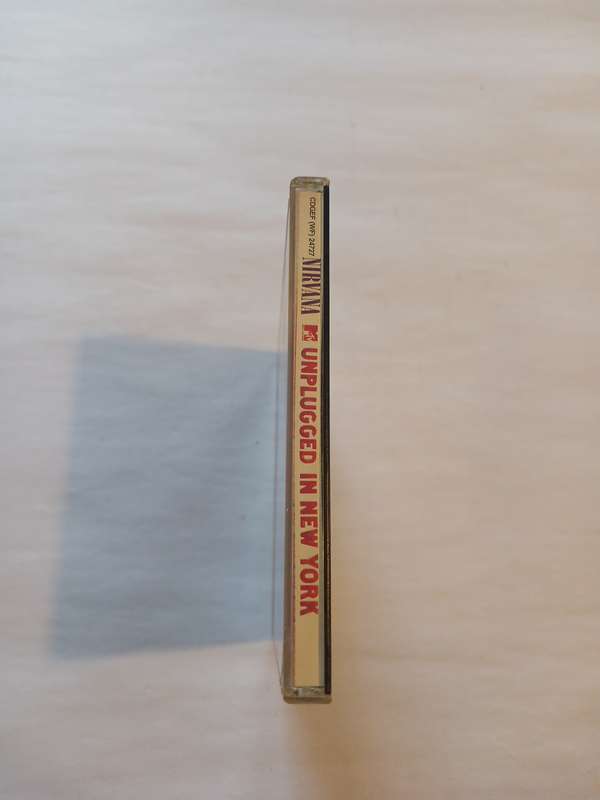 CDGEF (WF) 24727 NIRVANA MTV UNPLUGGED IN NEW YORK